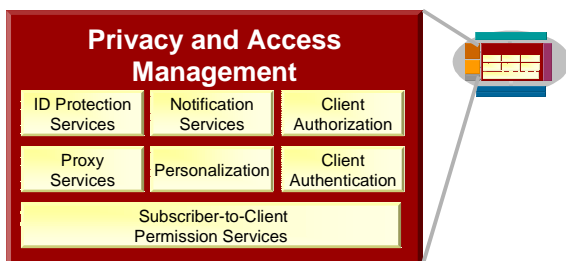 Privacy and Access
Management
ID Protection
Services
Notification
Services
Client
Authorization
Proxy
Services
Personalization
Client
Authentication
Subscriber-to-Client
Permission Services